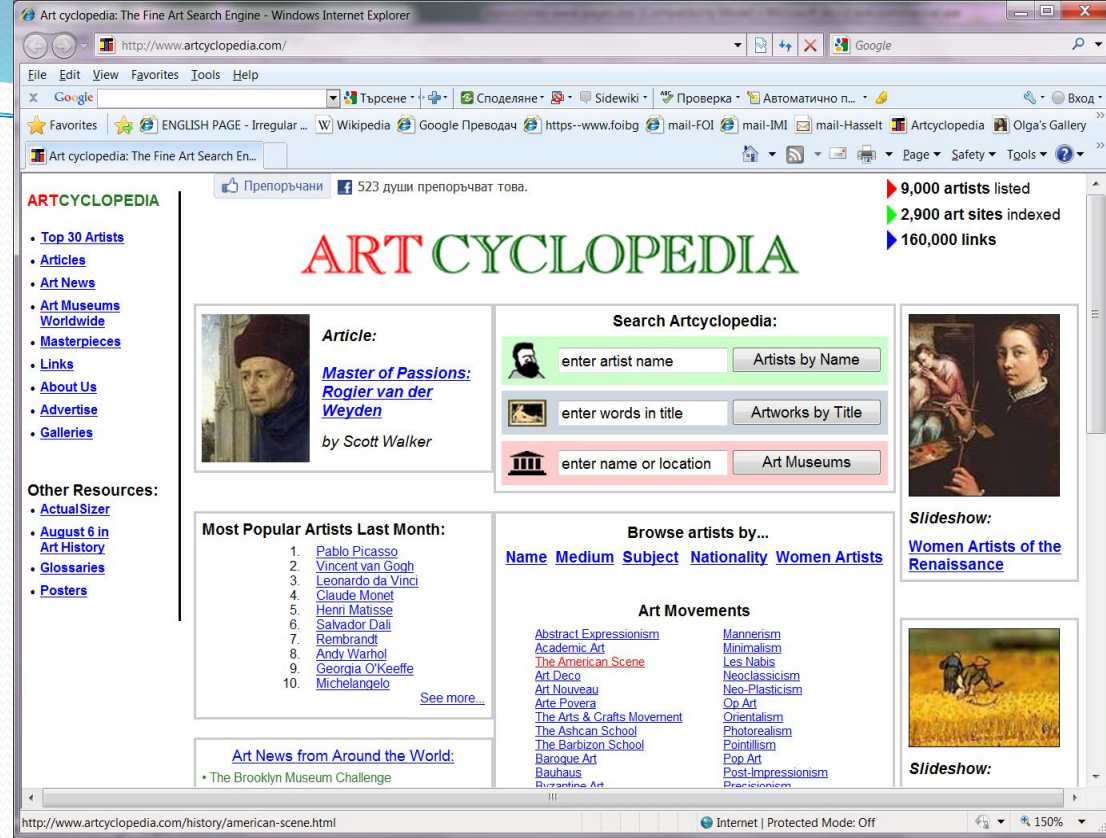 Art cyclopedia: The Fine Art Search Engine - Windows Internet Explorer
http://www.artcyclopedia.com/
Google
File Edit View Favorites Tools Help
X Google Търсене Споделяне Sidewiki Проверка Автоматично п... Вход
Favorites ENGLISH PAGE - Irregular ... Wikipedia Google Преводач https--www.foibg mail-FOI mail-IMI mail-Hasselt Artcyclopedia Olga's Gallery
Art cyclopedia: The Fine Art Search En...
Page Safety Tools
ARTCYCLOPEDIA
Top 30 Artists
Articles
Art News
Art Museums
Worldwide
Masterpieces
Links
About Us
Advertise
Galleries
Other Resources:
ActualSizer
August 6 in
Art History
Glossaries
Posters
Препоръчани 523 души препоръчват това.
ART CYCLOPEDIA
9,000 artists listed
2,900 art sites indexed
160,000 links
Article:
Master of Passions:
Rogier van der
Weyden
by Scott Walker
Search Artcyclopedia:
enter artist name Artists by Name
enter words in title Artworks by Title
enter name or location Art Museums
Slideshow:
Women Artists of the
Renaissance
Most Popular Artists Last Month:
1. Pablo Picasso
2. Vincent van Gogh
3. Leonardo da Vinci
4. Claude Monet
5. Henri Matisse
6. Salvador Dali
7. Rembrandt
8. Andy Warhol
9. Georgia O'Keeffe
10. Michelangelo
See more...
Browse artists by...
Name Medium Subject Nationality Women Artists
Art Movements
Abstract Expressionism
Academic Art
The American Scene
Art Deco
Art Nouveau
Arte Povera
The Arts & Crafts Movement
The Ashcan School
The Barbizon School
Baroque Art
Bauhaus
Byzantine Art
Mannerism
Minimalism
Les Nabis
Neoclassicism
Neo-Plasticism
Op Art
Orientalism
Photorealism
Pointillism
Pop Art
Post-Impressionism
Precisionism
Slideshow:
Art News from Around the World:
• The Brooklyn Museum Challenge
http://www.artcyclopedia.com/history/american-scene.html
Internet | Protected Mode: Off
150%